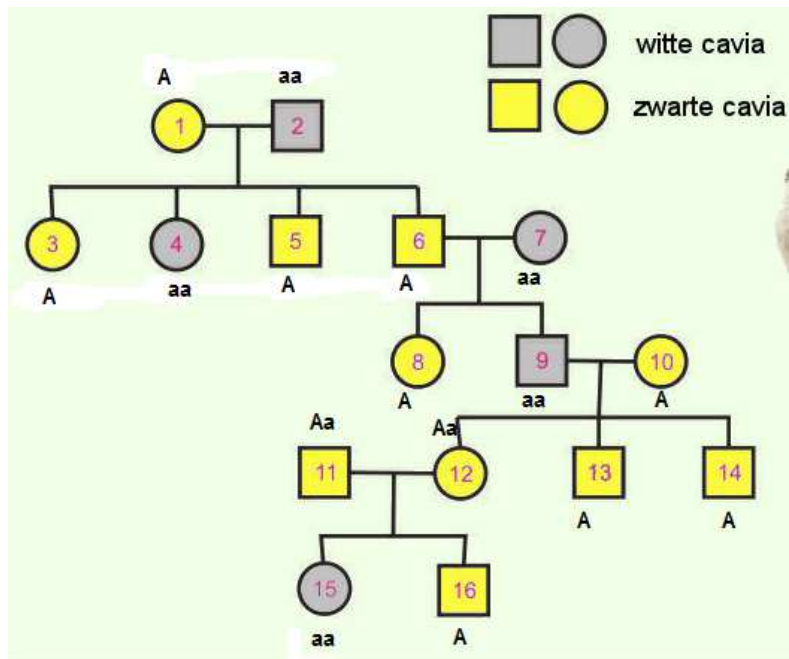 witte cavia
zwarte cavia
A aa
1 2
3 4 5 6 7
A aa A A aa
8 9 10
A aa A
Aa Aa
11 12 13 14
A A
15 16
aa A